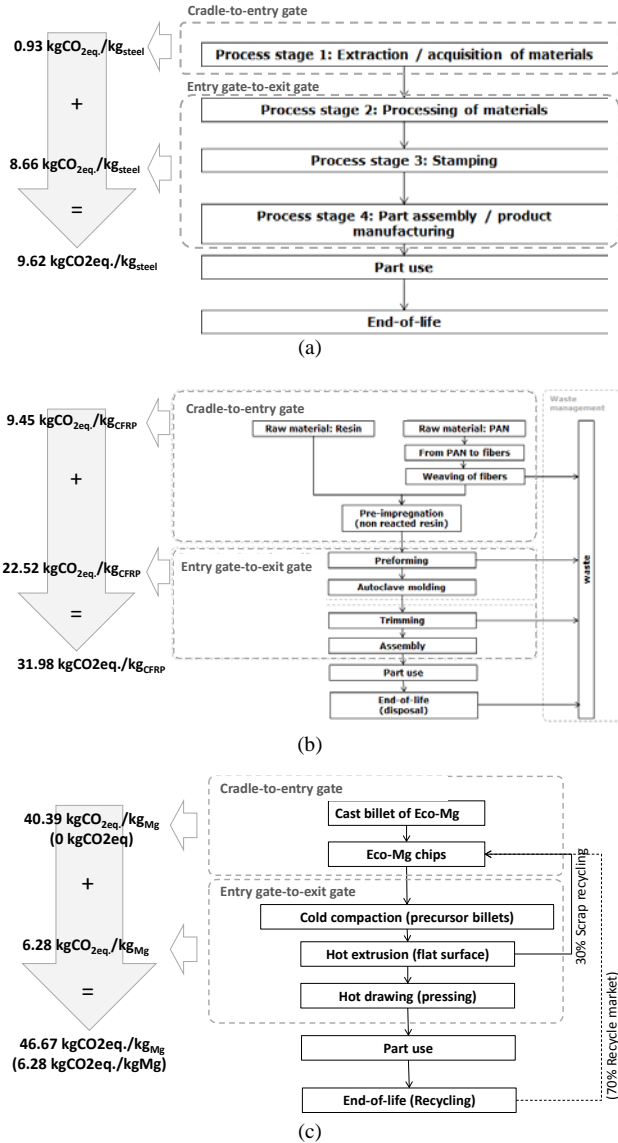 Cradle-to-entry gate
0.93 kgCO2eq./kgsteel
Process stage 1: Extraction / acquisition of materials
+
Entry gate-to-exit gate
Process stage 2: Processing of materials
8.66 kgCO2eq./kgsteel
Process stage 3: Stamping
=
Process stage 4: Part assembly / product
manufacturing
9.62 kgCO2eq./kgsteel
Part use
End-of-life
(a)
Cradle-to-entry gate
Waste
management
9.45 kgCO2eq./kgCFRP
Raw material: Resin
Raw material: PAN
From PAN to fibers
+
Weaving of fibers
Pre-impregnation
(non reacted resin)
22.52 kgCO2eq./kgCFRP
Entry gate-to-exit gate
Preforming
waste
Autoclave molding
=
Trimming
Assembly
31.98 kgCO2eq./kgCFRP
Part use
End-of-life
(disposal)
(b)
Cradle-to-entry gate
40.39 kgCO2eq./kgMg
(0 kgCO2eq)
Cast billet of Eco-Mg
Eco-Mg chips
+
Entry gate-to-exit gate
30% Scrap recycling
Cold compaction (precursor billets)
6.28 kgCO2eq./kgMg
Hot extrusion (flat surface)
=
Hot drawing (pressing)
(70% Recycle market)
46.67 kgCO2eq./kgMg
(6.28 kgCO2eq./kgMg)
Part use
End-of-life (Recycling)
(c)